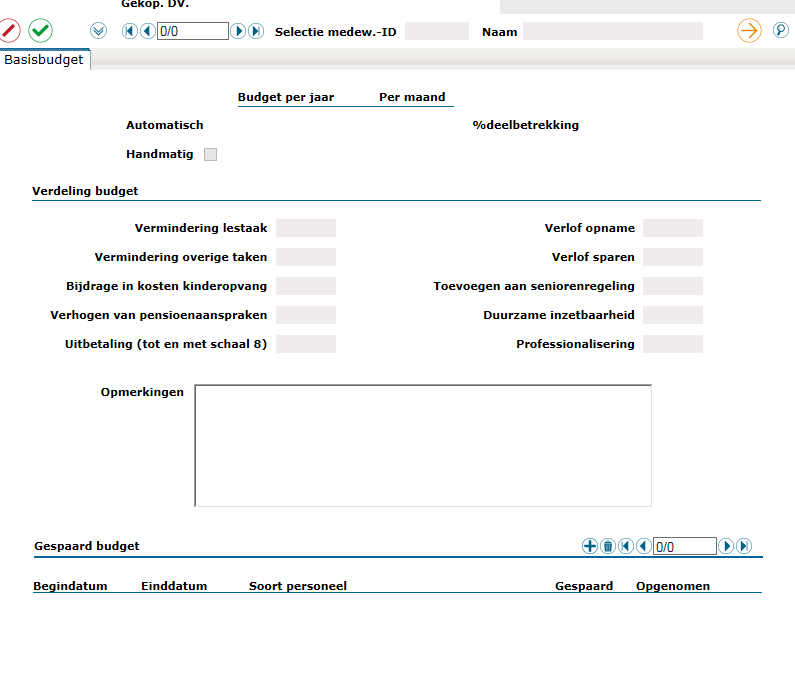 Gekop. DV.
0/0 Selectie medew.-ID Naam
Basisbudget
Budget per jaar Per maand
Automatisch %deelbetrekking
Handmatig
Verdeling budget
Vermindering lestaak Verlof opname
Vermindering overige taken Verlof sparen
Bijdrage in kosten kinderopvang Toevoegen aan seniorenregeling
Verhogen van pensioenaanspraken Duurzame inzetbaarheid
Uitbetaling (tot en met schaal 8) Professionalisering
Opmerkingen
Gespaard budget 0/0
Begindatum Einddatum Soort personeel Gespaard Opgenomen